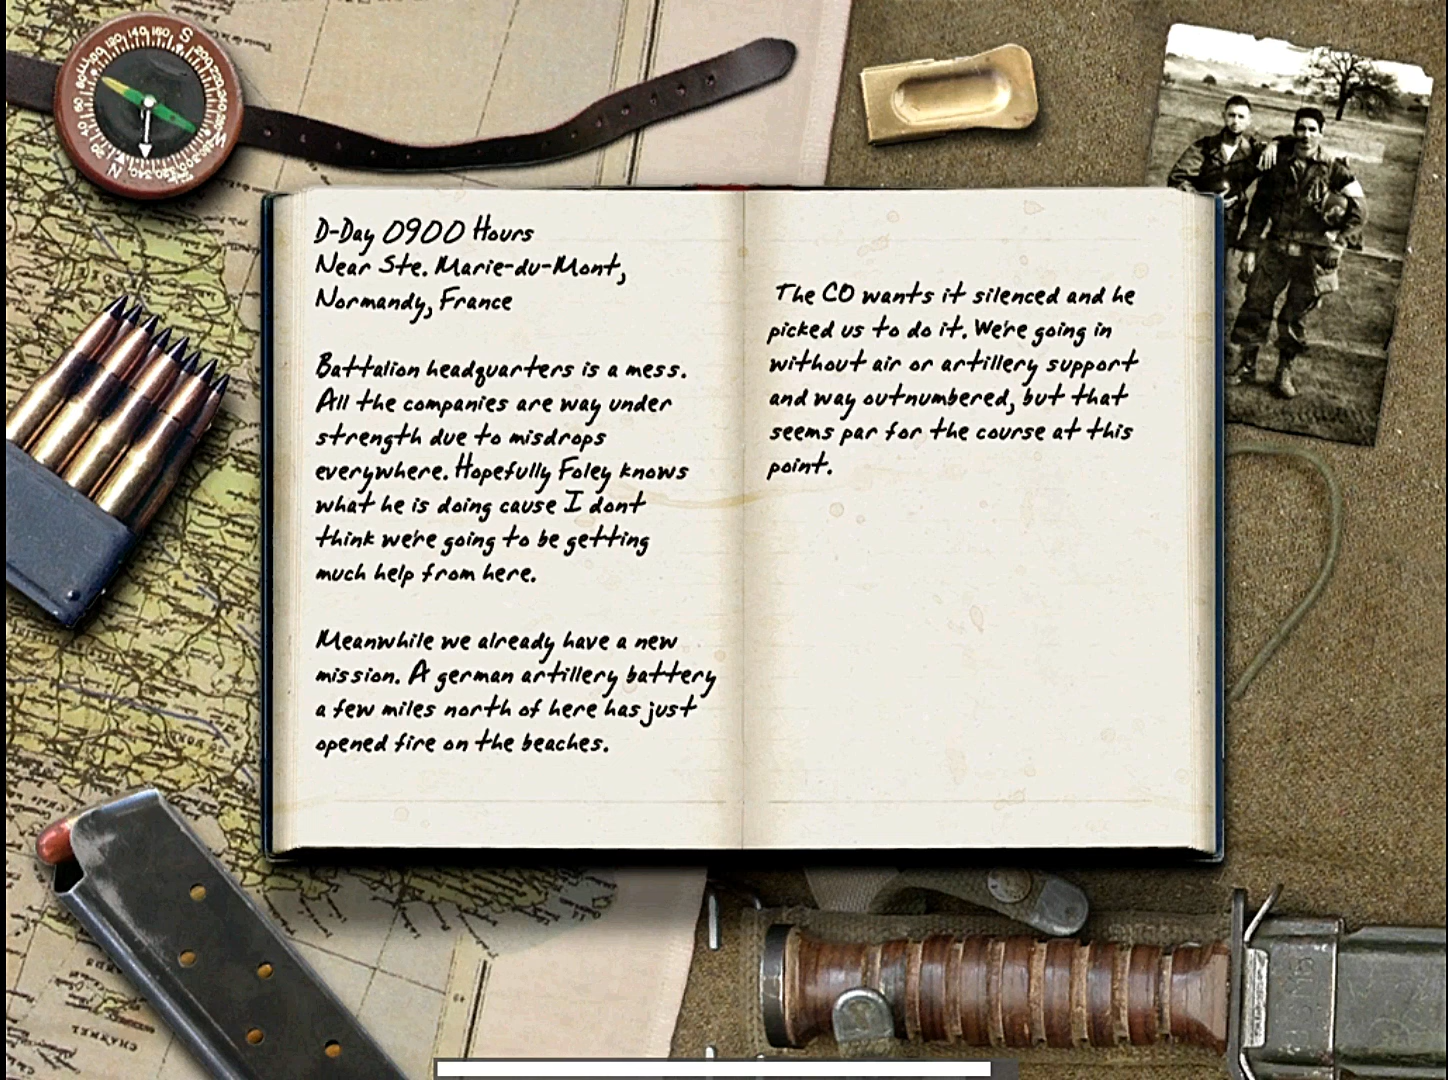 D-Day 0900 Hours
Near Ste. Marie-du-Mont,
Normandy, France
Battalion headquarters is a mess.
All the companies are way under
strength due to misdrops
everywhere. Hopefully Foley knows
what he is doing cause I dont
think we're going to be getting
much help from here.
Meanwhile we already have a new
mission. A german artillery battery
a few miles north of here has just
opened fire on the beaches.
The CO wants it silenced and he
picked us to do it. We're going in
without air or artillery support
and way outnumbered, but that
seems par for the course at this
point.